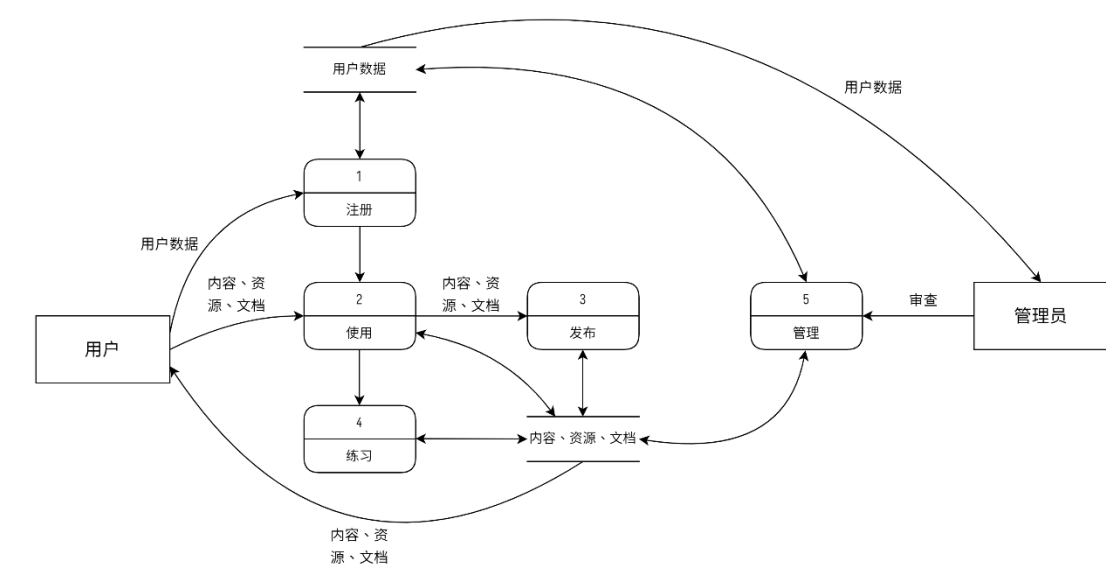 用户数据
用户数据
1
注册
用户数据
内容、资
源、文档
内容、资
源、文档
2
使用
3
发布
5
管理
审查
管理员
用户
4
练习
内容、资源、文档
内容、资
源、文档